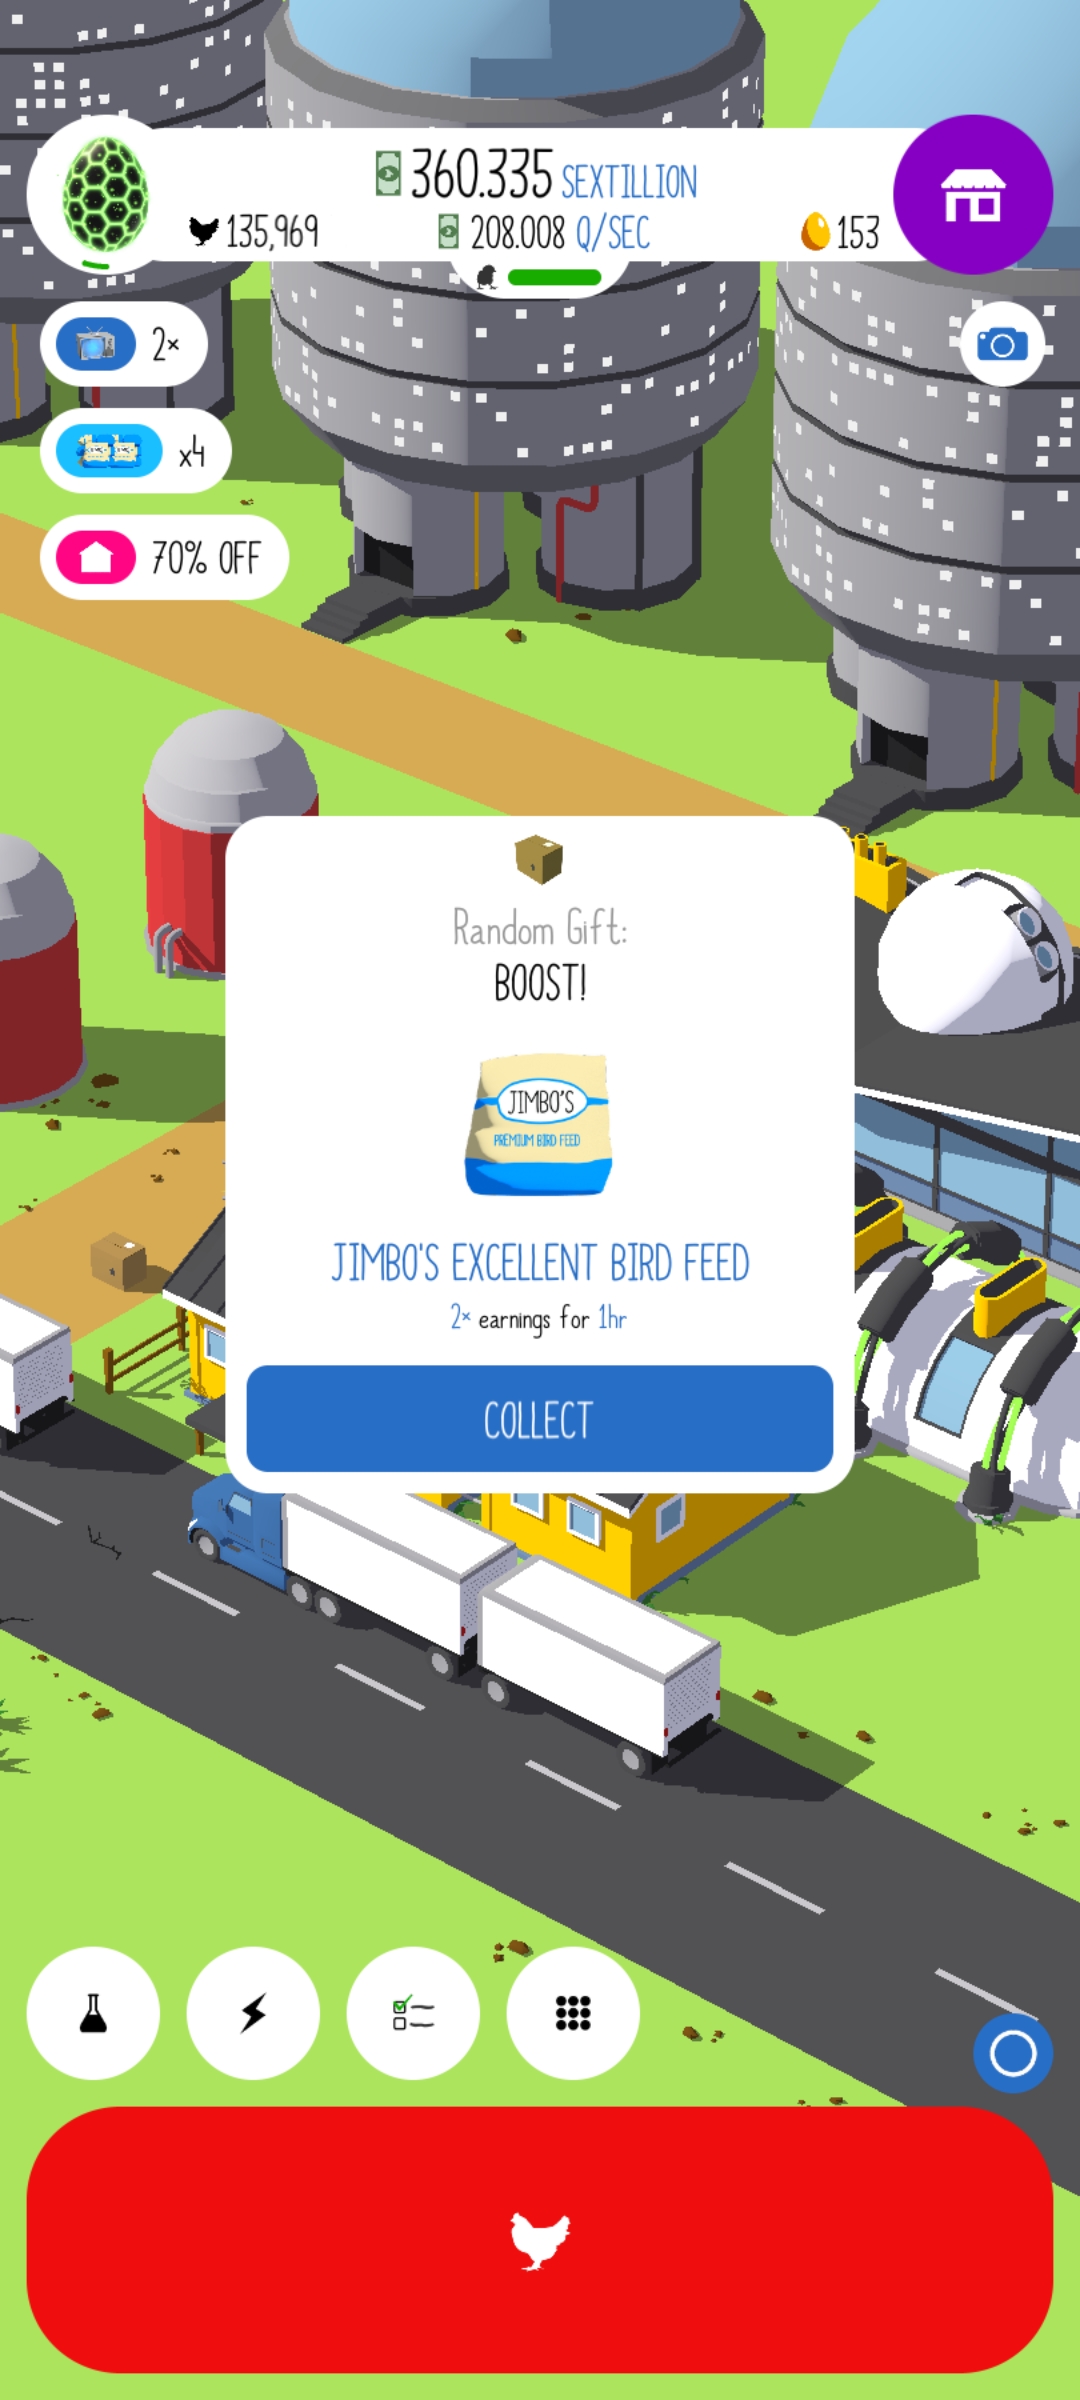 360.335 SEXTILLION
135,969
208.008 Q/SEC
153
2×
x4
70% OFF
Random Gift:
BOOST!
JIMBO'S
PREMIUM BIRD FEED
JIMBO'S EXCELLENT BIRD FEED
2× earnings for 1hr
COLLECT